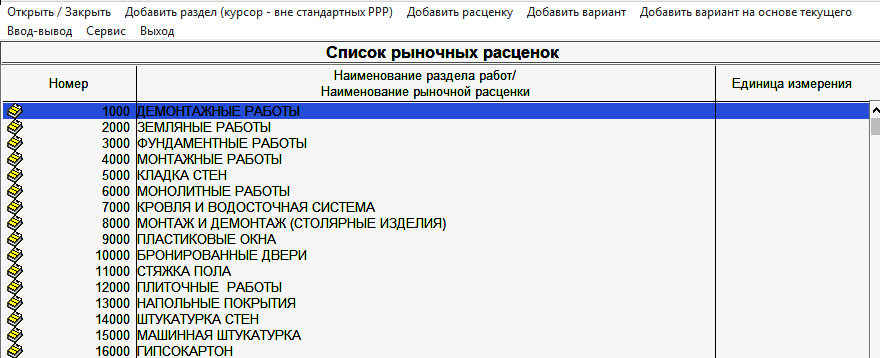 Открыть / Закрыть Добавить раздел (курсор - вне стандартных РРР) Добавить расценку Добавить вариант Добавить вариант на основе текущего
Ввод-вывод Сервис Выход
Список рыночных расценок
Номер Наименование раздела работ/ Единица измерения
Наименование рыночной расценки
1000 ДЕМОНТАЖНЫЕ РАБОТЫ
2000 ЗЕМЛЯНЫЕ РАБОТЫ
3000 ФУНДАМЕНТНЫЕ РАБОТЫ
4000 МОНТАЖНЫЕ РАБОТЫ
5000 КЛАДКА СТЕН
6000 МОНОЛИТНЫЕ РАБОТЫ
7000 КРОВЛЯ И ВОДОСТОЧНАЯ СИСТЕМА
8000 МОНТАЖ И ДЕМОНТАЖ (СТОЛЯРНЫЕ ИЗДЕЛИЯ)
9000 ПЛАСТИКОВЫЕ ОКНА
10000 БРОНИРОВАННЫЕ ДВЕРИ
11000 СТЯЖКА ПОЛА
12000 ПЛИТОЧНЫЕ РАБОТЫ
13000 НАПОЛЬНЫЕ ПОКРЫТИЯ
14000 ШТУКАТУРКА СТЕН
15000 МАШИННАЯ ШТУКАТУРКА
16000 ГИПСОКАРТОН